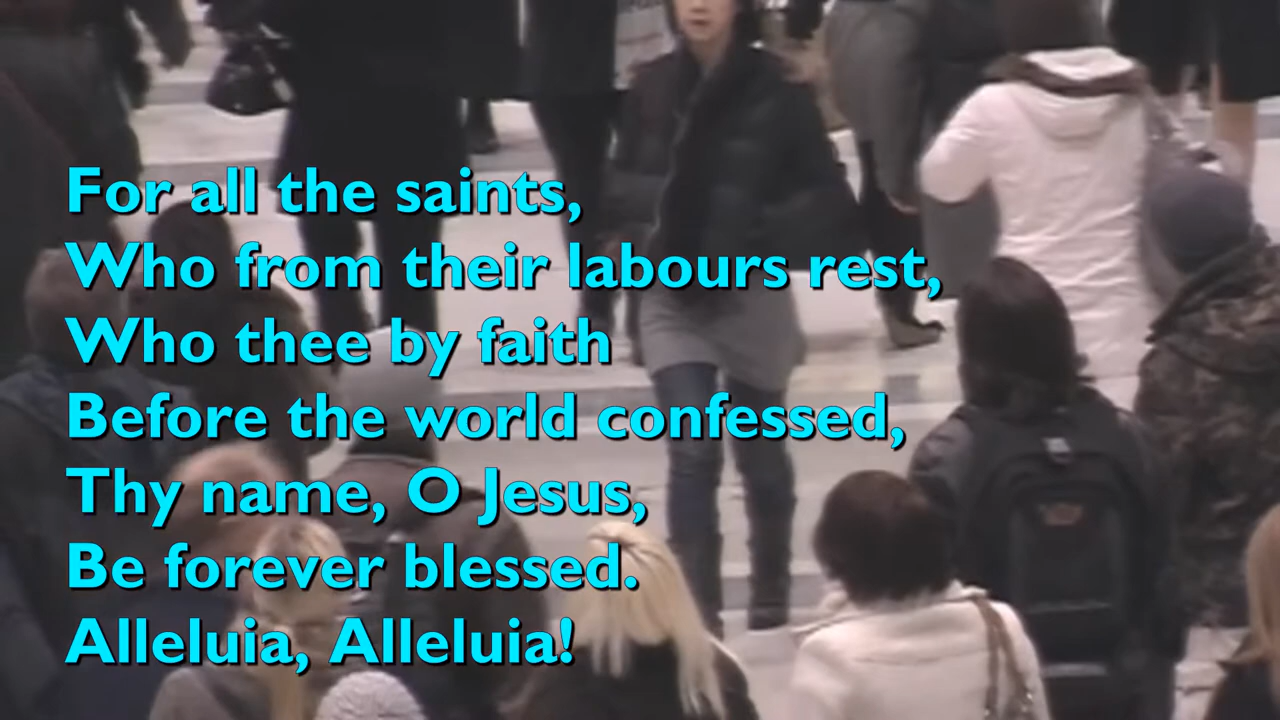 For all the saints,
Who from their labours rest,
Who thee by faith
Before the world confessed,
Thy name, O Jesus,
Be forever blessed.
Alleluia, Alleluia!